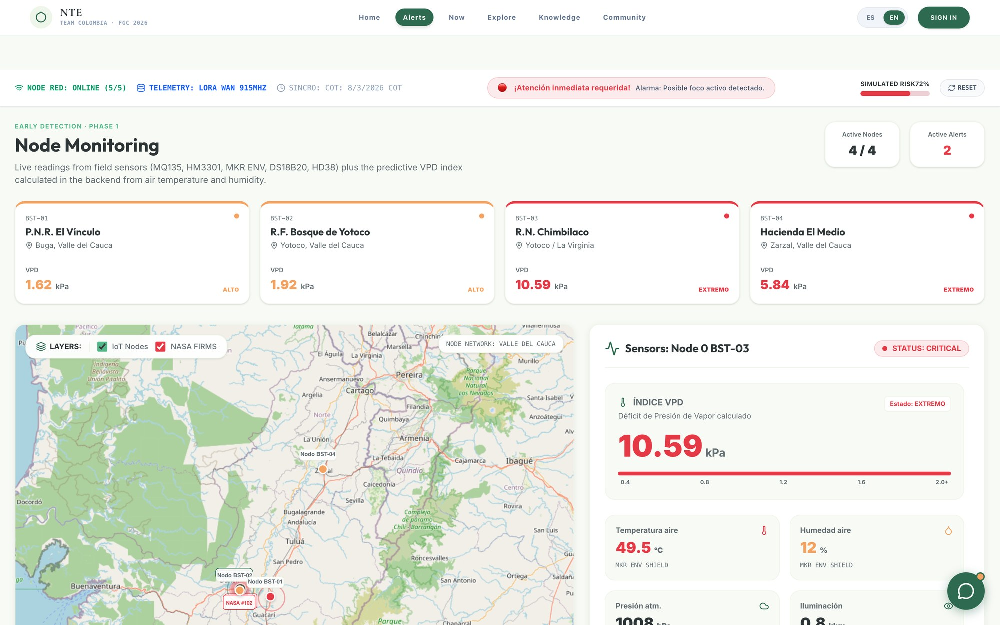 NTE
TEAM COLOMBIA · FGC 2026
Home
Alerts
Now
Explore
Knowledge
Community
ES
EN
SIGN IN
NODE RED: ONLINE (5/5)
TELEMETRY: LORA WAN 915MHZ
SINCRO: COT: 8/3/2026 COT
¡Atención inmediata requerida! Alarma: Posible foco activo detectado.
SIMULATED RISK72%
RESET
EARLY DETECTION · PHASE 1
Node Monitoring
Live readings from field sensors (MQ135, HM3301, MKR ENV, DS18B20, HD38) plus the predictive VPD index
calculated in the backend from air temperature and humidity.
Active Nodes
4 / 4
Active Alerts
2
BST-01
P.N.R. El Vínculo
Buga, Valle del Cauca
VPD
1.62 kPa
ALTO
BST-02
R.F. Bosque de Yotoco
Yotoco, Valle del Cauca
VPD
1.92 kPa
ALTO
BST-03
R.N. Chimbilaco
Yotoco / La Virginia
VPD
10.59 kPa
EXTREMO
BST-04
Hacienda El Medio
Zarzal, Valle del Cauca
VPD
5.84 kPa
EXTREMO
LAYERS:
IoT Nodes
NASA FIRMS
NODE NETWORK: VALLE DEL CAUCA
Pacífico
Tatama
Belalcázar
Villahermosa
Marsella
El Águila
La Virginia
Murillo
Indígena
Bellavista-
Unión Pitalito
Pereira
Parque
Nacional
Natural
Los Nevados
Ansermanuevo
Cartago
Argelia
Santa Isabel
Filandia
Norte
Quimbaya
Anzoátegui
La Unión
Armenia
Nodo BST-04
La Tebaida
Cajamarca
Ibagué
Quindío
Caicedonia
Centro
Docordó
Sevilla
Rovira
Bugalagrande
Complejo
de páramo
Chili - Barragán
Andalucía
San Luis
Tuluá
Roncesvalles
San Pedro
Nodo BST-02
Nodo BST-01
San Antonio
Ortega
Buenaventura
NASA #102
Guacarí
Parque
Chaparral
Sensors: Node 0 BST-03
STATUS: CRITICAL
ÍNDICE VPD
Estado: EXTREMO
Déficit de Presión de Vapor calculado
10.59 kPa
0.4
0.8
1.2
1.6
2.0+
Temperatura aire
49.5 °C
MKR ENV SHIELD
Humedad aire
12 %
MKR ENV SHIELD
Presión atm.
1008 hPa
Iluminación
0.8